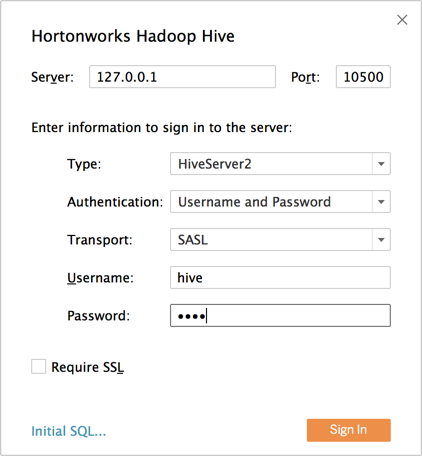 Hortonworks Hadoop Hive
Server: 127.0.0.1 Port: 10500
Enter information to sign in to the server:
Type: HiveServer2
Authentication: Username and Password
Transport: SASL
Username: hive
Password: ••••
Require SSL
Initial SQL... Sign In